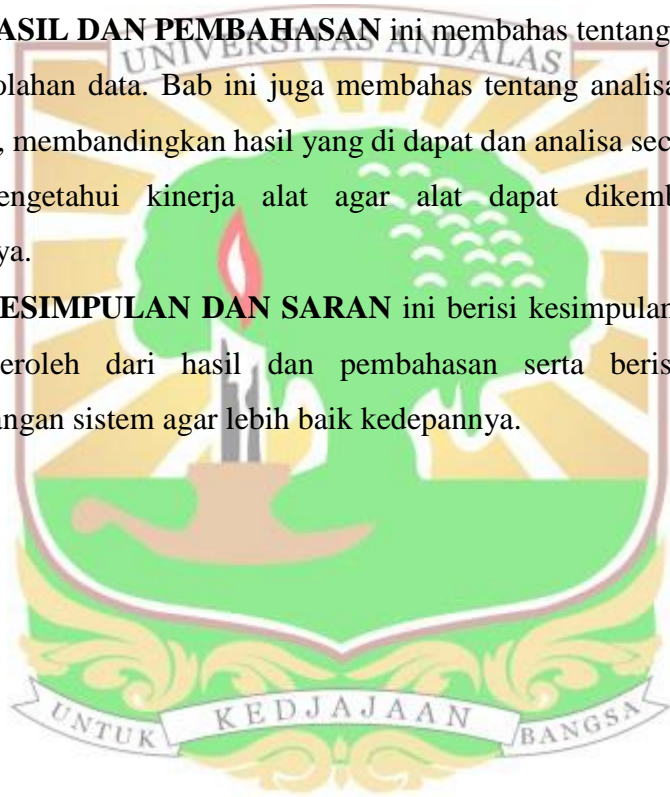 ASIL DAN PEMBAHASAN ini membahas tentang
UNIVERSITAS ANDALAS
olahan data. Bab ini juga membahas tentang analisa
, membandingkan hasil yang di dapat dan analisa sec
engetahui kinerja alat agar alat dapat dikemb
ya.
ESIMPULAN DAN SARAN ini berisi kesimpulan
eroleh dari hasil dan pembahasan serta beris
angan sistem agar lebih baik kedepannya.
UNTUK KEDJAJAAN BANGSA